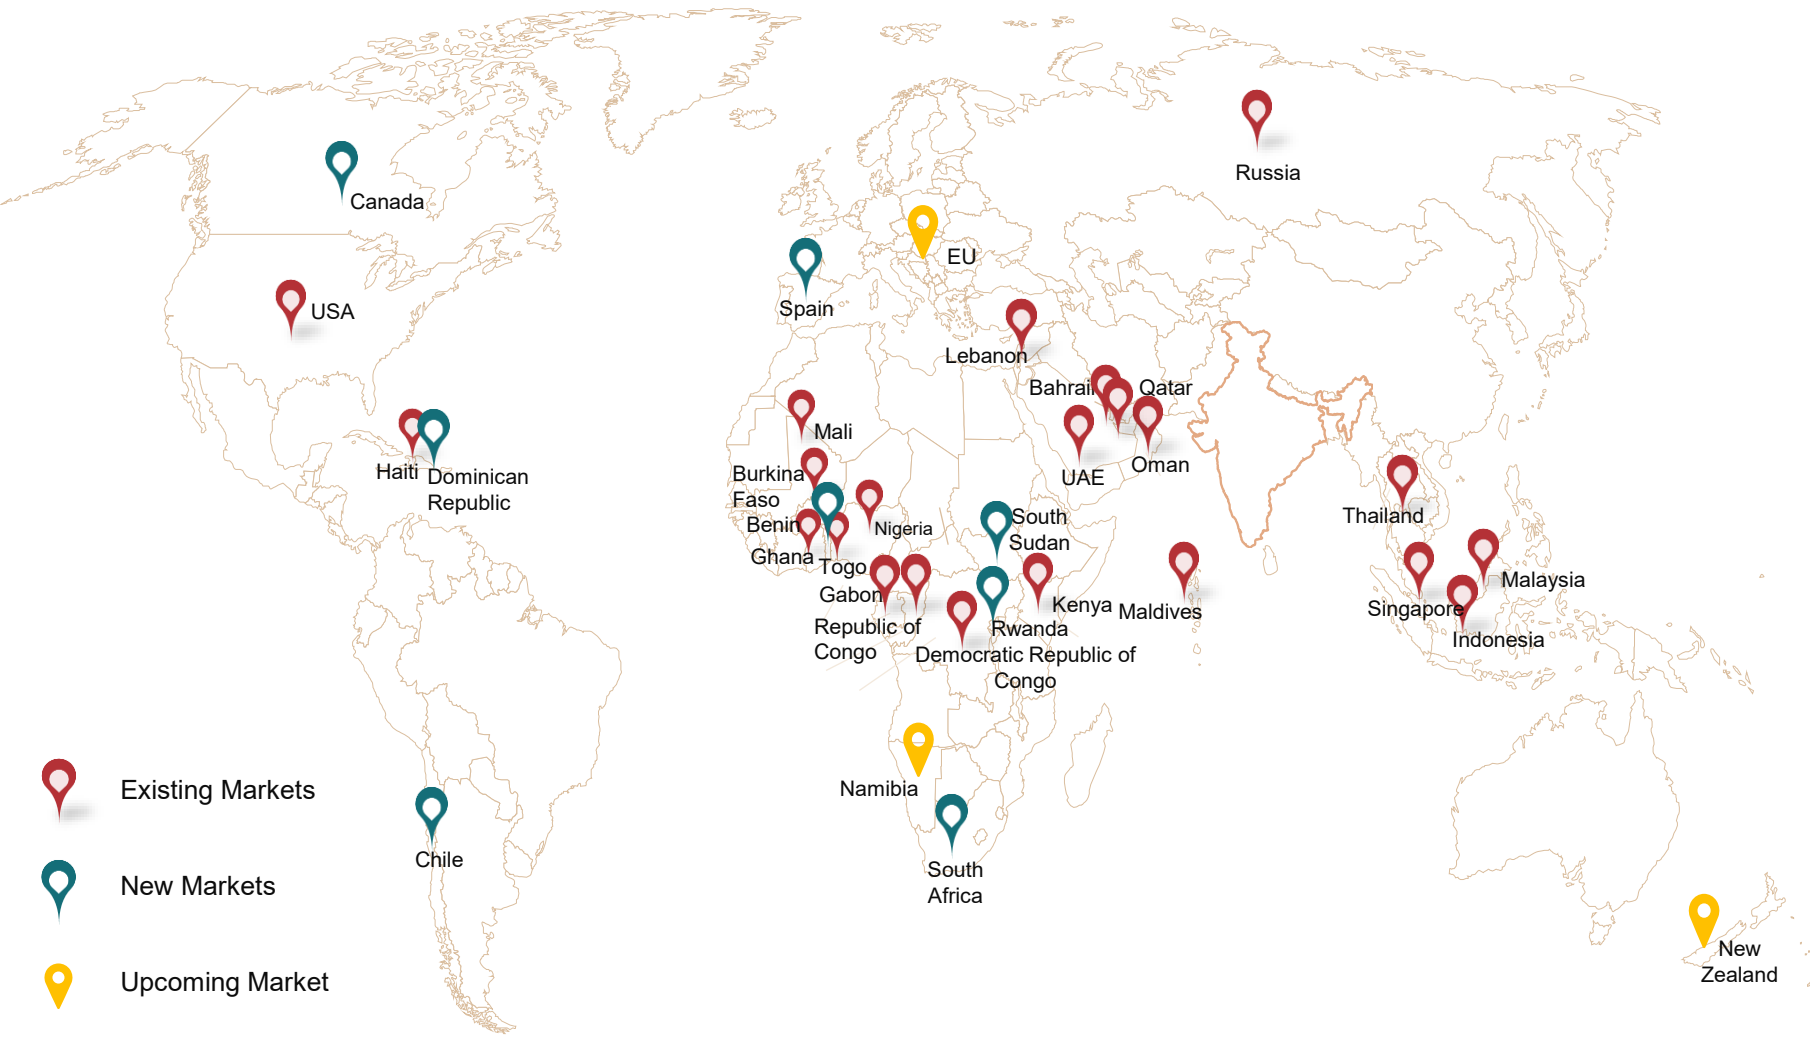 Russia
Canada
EU
Spain
USA
Lebanon
Bahrain
Qatar
Mali
Oman
UAE
Haiti
Dominican
Republic
Burkina
Faso
Benin
Nigeria
Ghana
Togo
Gabon
Republic of
Congo
South
Sudan
Kenya
Rwanda
Democratic Republic of
Congo
Maldives
Thailand
Malaysia
Singapore
Indonesia
Namibia
South
Africa
Chile
New
Zealand
Existing Markets
New Markets
Upcoming Market